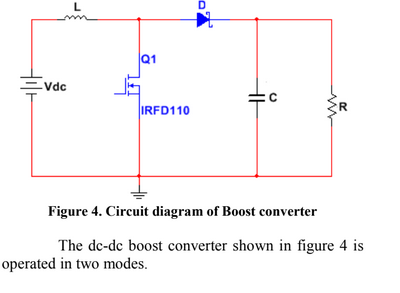 L
D
Q1
Vdc
C
R
IRFD110
Figure 4. Circuit diagram of Boost converter
The dc-dc boost converter shown in figure 4 is
operated in two modes.